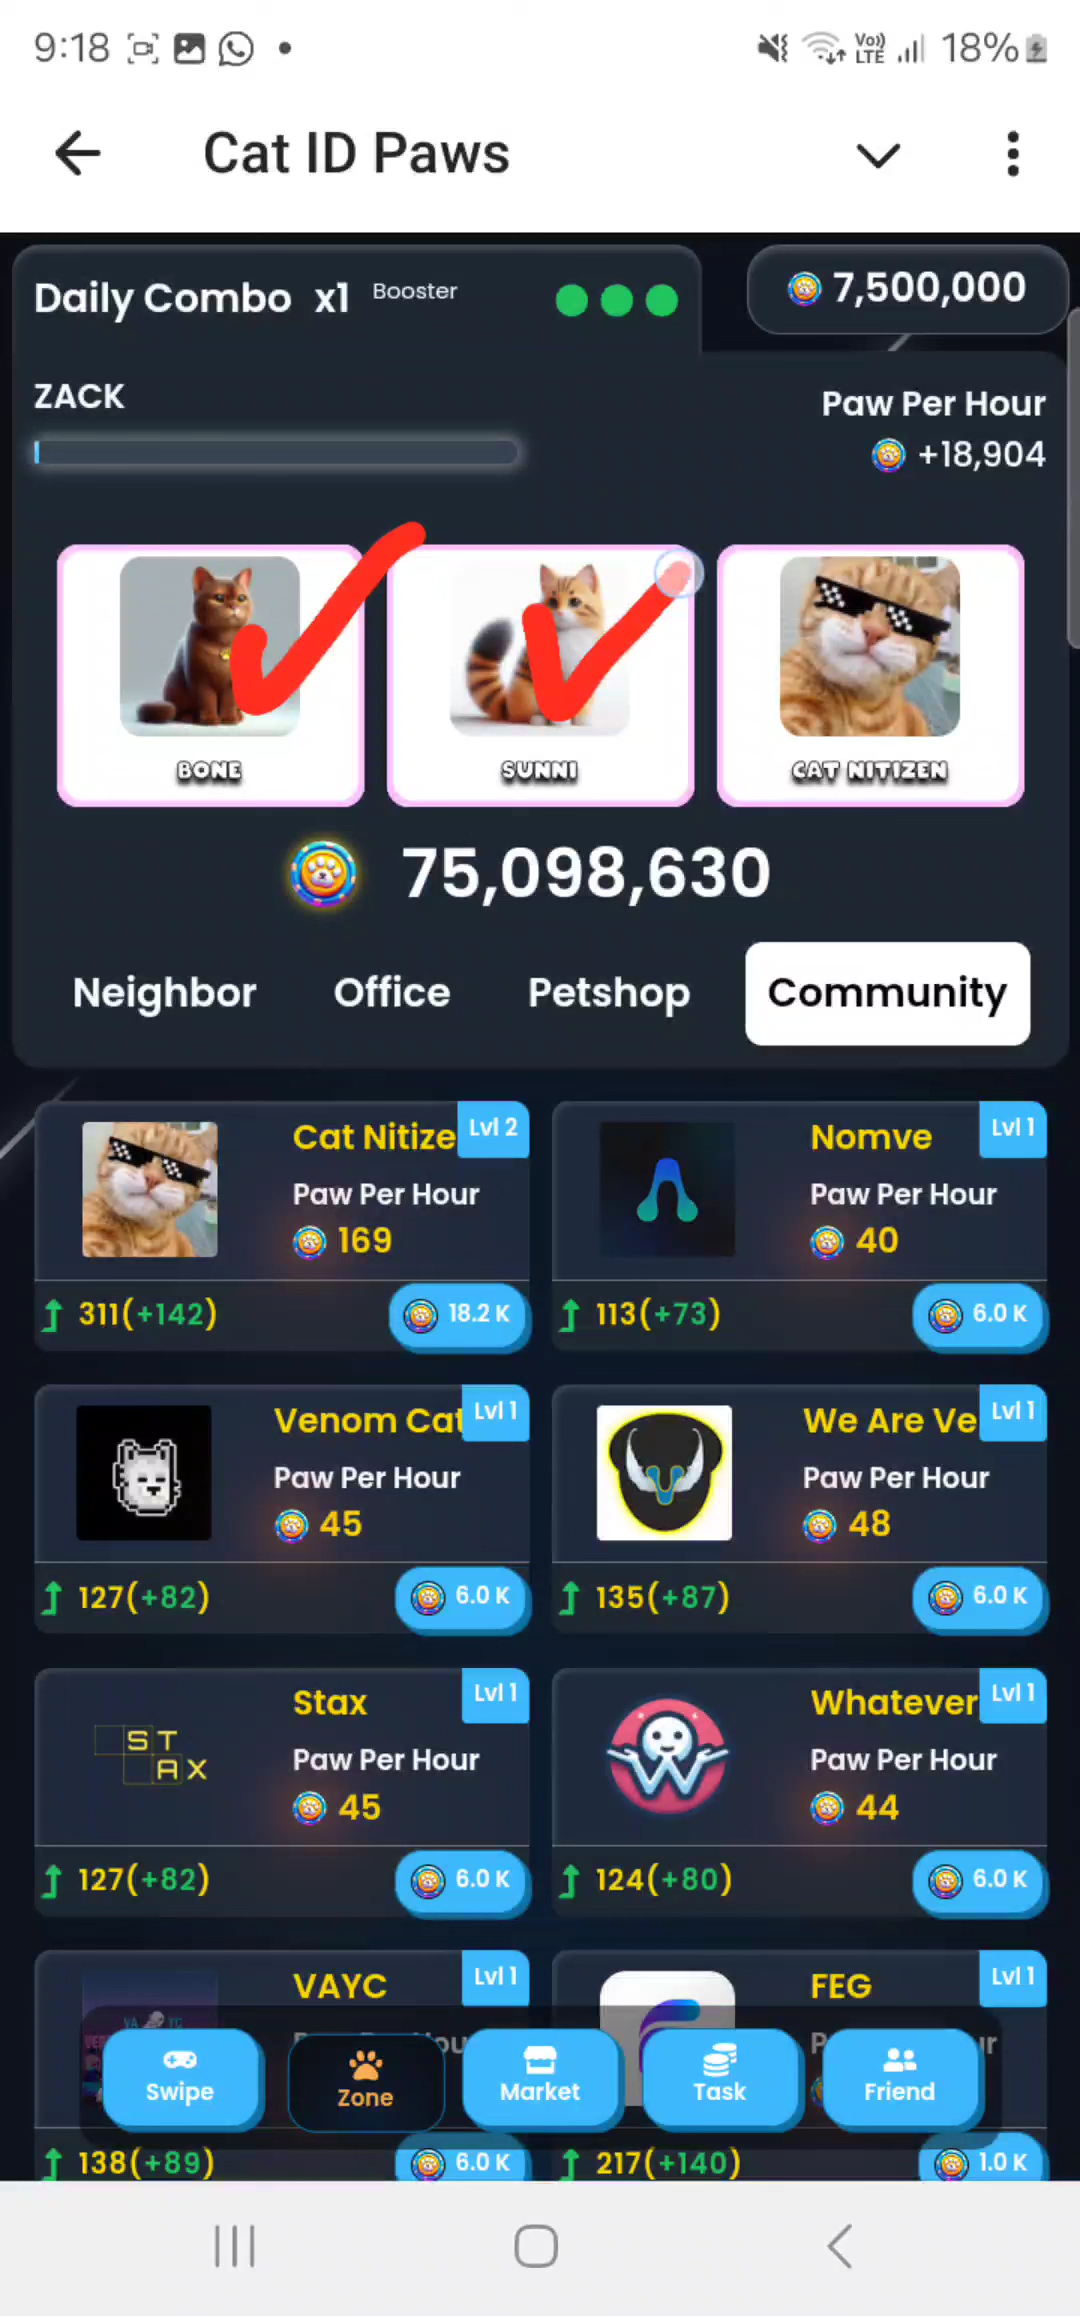 9:18
Vo))
LTE
18%
Cat ID Paws
Daily Combo x1 Booster
7,500,000
ZACK
Paw Per Hour
+18,904
BONE
SUNNI
CAT NITIZEN
75,098,630
Neighbor Office Petshop Community
Cat Nitize Lvl 2
Paw Per Hour
169
311(+142) 18.2 K
Nomve Lvl 1
Paw Per Hour
40
113(+73) 6.0 K
Venom Cat Lvl 1
Paw Per Hour
45
127(+82) 6.0 K
We Are Ve Lvl 1
Paw Per Hour
48
135(+87) 6.0 K
ST
AX
Stax Lvl 1
Paw Per Hour
45
127(+82) 6.0 K
W
Whatever Lvl 1
Paw Per Hour
44
124(+80) 6.0 K
VAYC Lvl 1
VA YC
138(+89) 6.0 K
FEG Lvl 1
217(+140) 1.0 K
Swipe Zone Market Task Friend